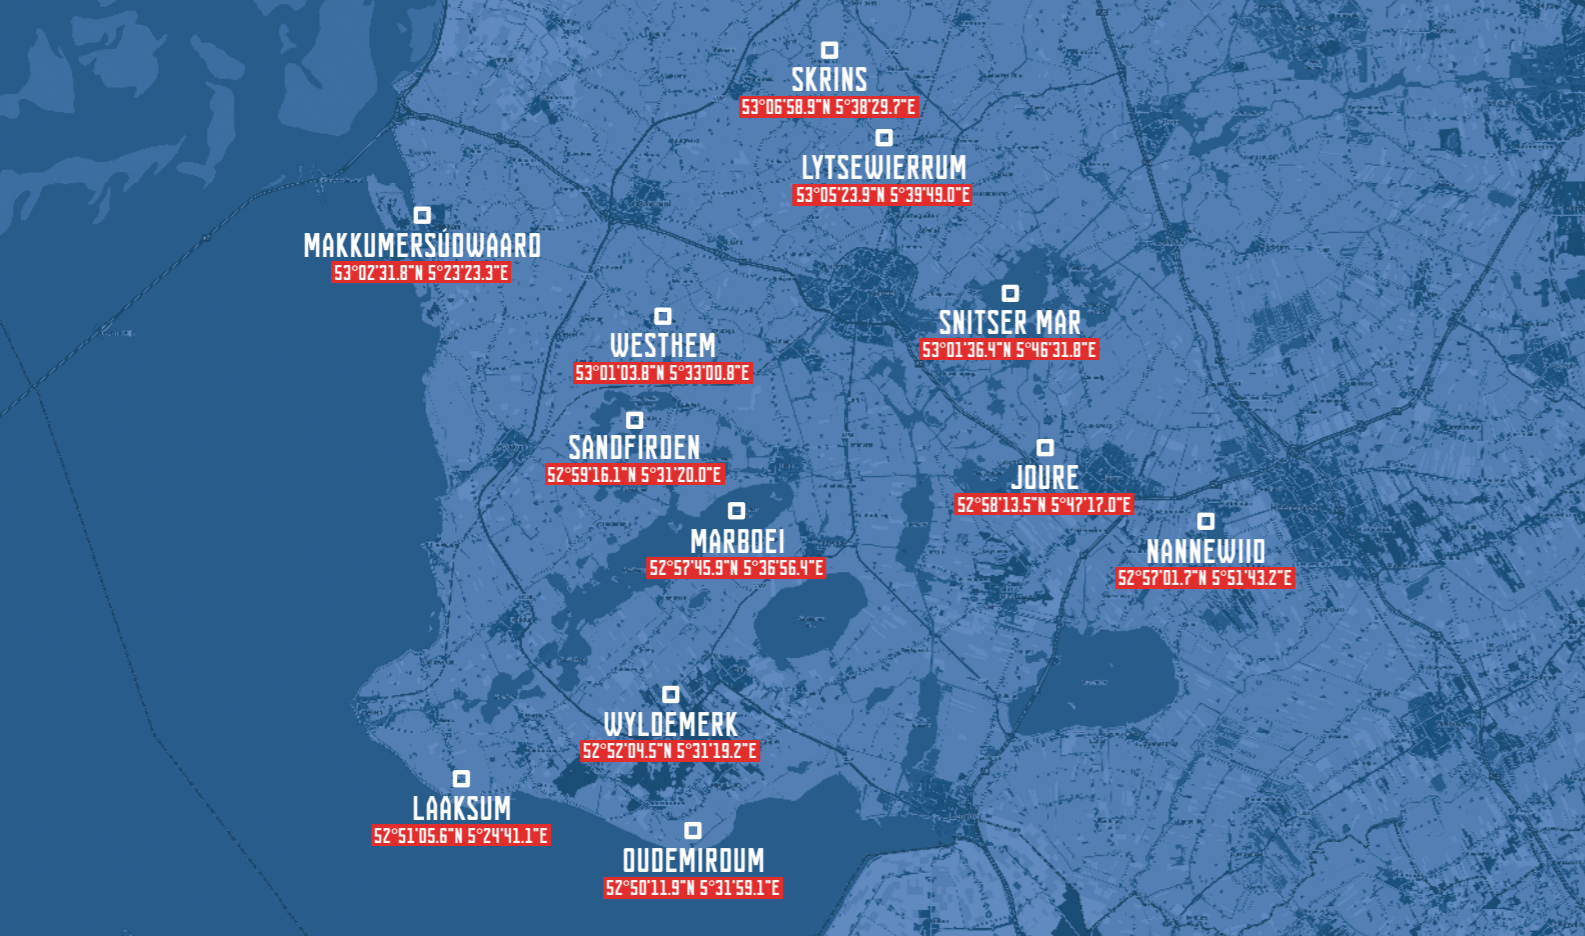 SKRINS
53°06'58.9"N 5°38'29.7"E
LYTSEWIERRUM
53°05'23.9"N 5°39'49.0"E
MAKKUMERSÚDWAARD
53°02'31.8"N 5°23'23.3"E
SNITSER MAR
53°01'36.4"N 5°46'31.8"E
WESTHEM
53°01'03.8"N 5°33'00.8"E
SANDFIRDEN
52°59'16.1"N 5°31'20.0"E
JOURE
52°58'13.5"N 5°47'17.0"E
MARBOEI
52°57'45.9"N 5°36'56.4"E
NANNEWIID
52°57'01.7"N 5°51'43.2"E
WYLDEMERK
52°52'04.5"N 5°31'19.2"E
LAAKSUM
52°51'05.6"N 5°24'41.1"E
OUDEMIRDUM
52°50'11.9"N 5°31'59.1"E